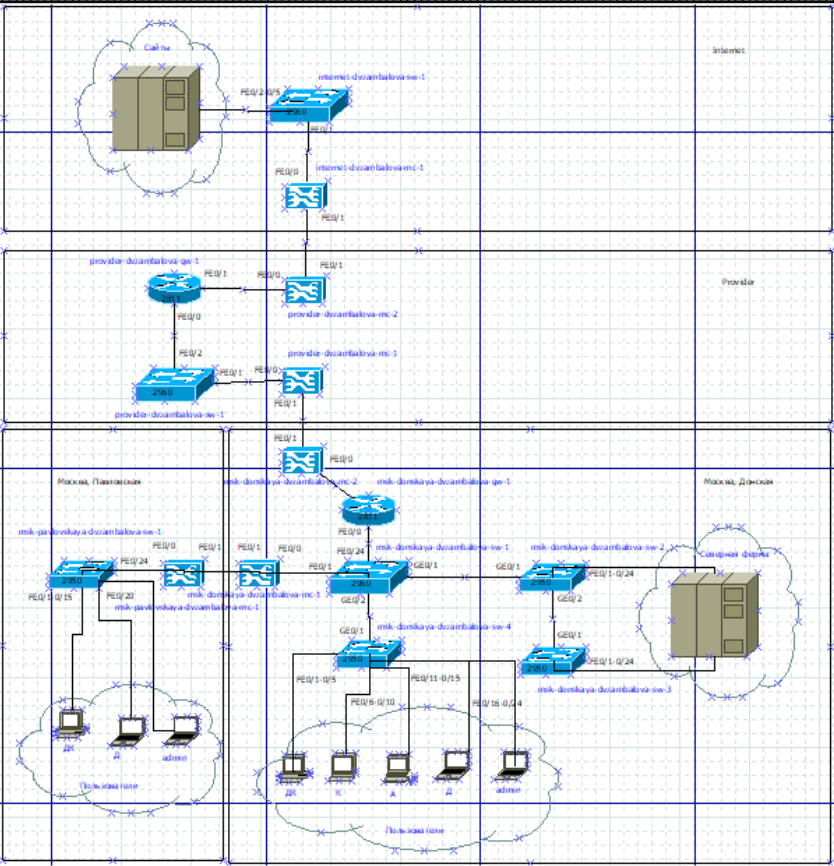 Сайты
Internet
internet-dvzambalova-sw-1
FE0/2-0/5
2960
FE0/1
internet-dvzambalova-mc-1
FE0/0
FE0/1
provider-dvzambalova-gw-1
Provider
FE0/1
FE0/1
FE0/0
2811
FE0/0
provider-dvzambalova-mc-2
FE0/2
provider-dvzambalova-mc-1
FE0/1
FE0/0
2960
FE0/1
provider-dvzambalova-sw-1
FE0/1
FE0/0
Москва, Павловская
msk-donskaya-dvzambalova-mc-2
msk-donskaya-dvzambalova-gw-1
Москва, Донская
2811
msk-pavlovskaya-dvzambalova-sw-1
FE0/0
FE0/24
FE0/0
FE0/1
FE0/1
FE0/0
FE0/24
msk-donskaya-dvzambalova-sw-1
msk-donskaya-dvzambalova-sw-2
Серверная ферма
2950
FE0/1
2960
GE0/1
GE0/1
2950
FE0/1-0/24
FE0/1-0/15
FE0/20
msk-donskaya-dvzambalova-mc-1
GE0/2
GE0/2
msk-pavlovskaya-dvzambalova-mc-1
GE0/1
msk-donskaya-dvzambalova-sw-4
GE0/1
2950
2950
FE0/1-0/24
FE0/1-0/5
FE0/11-0/15
msk-donskaya-dvzambalova-sw-3
FE0/6-0/10
FE0/16-0/24
ДК
Д
admin
Пользователи
ДК
К
А
Д
admin
Пользователи